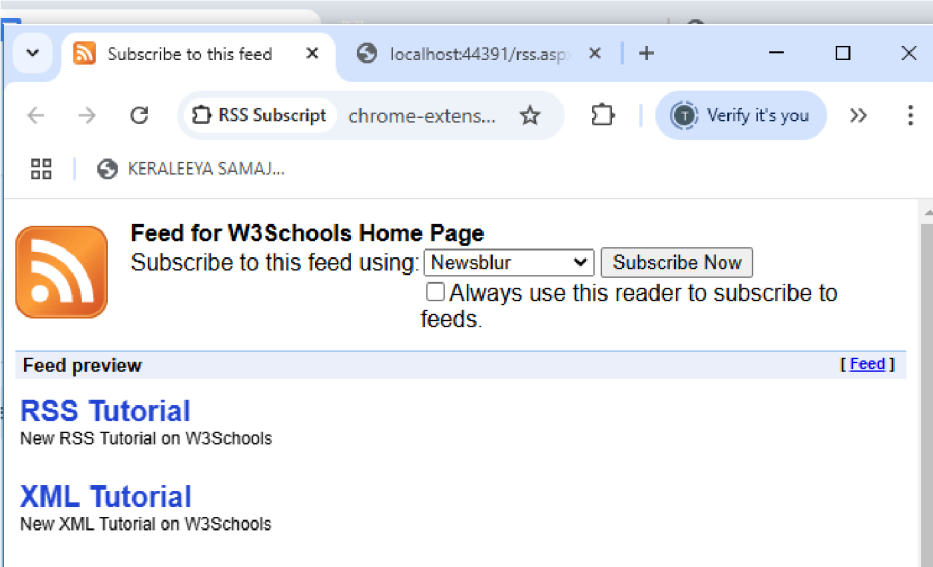 Subscribe to this feed
localhost:44391/rss.asp
RSS Subscript
chrome-extens...
T
Verify it's you
KERALEEYA SAMAJ...
Feed for W3Schools Home Page
Subscribe to this feed using: Newsblur Subscribe Now
Always use this reader to subscribe to
feeds.
Feed preview
[ Feed ]
RSS Tutorial
New RSS Tutorial on W3Schools
XML Tutorial
New XML Tutorial on W3Schools